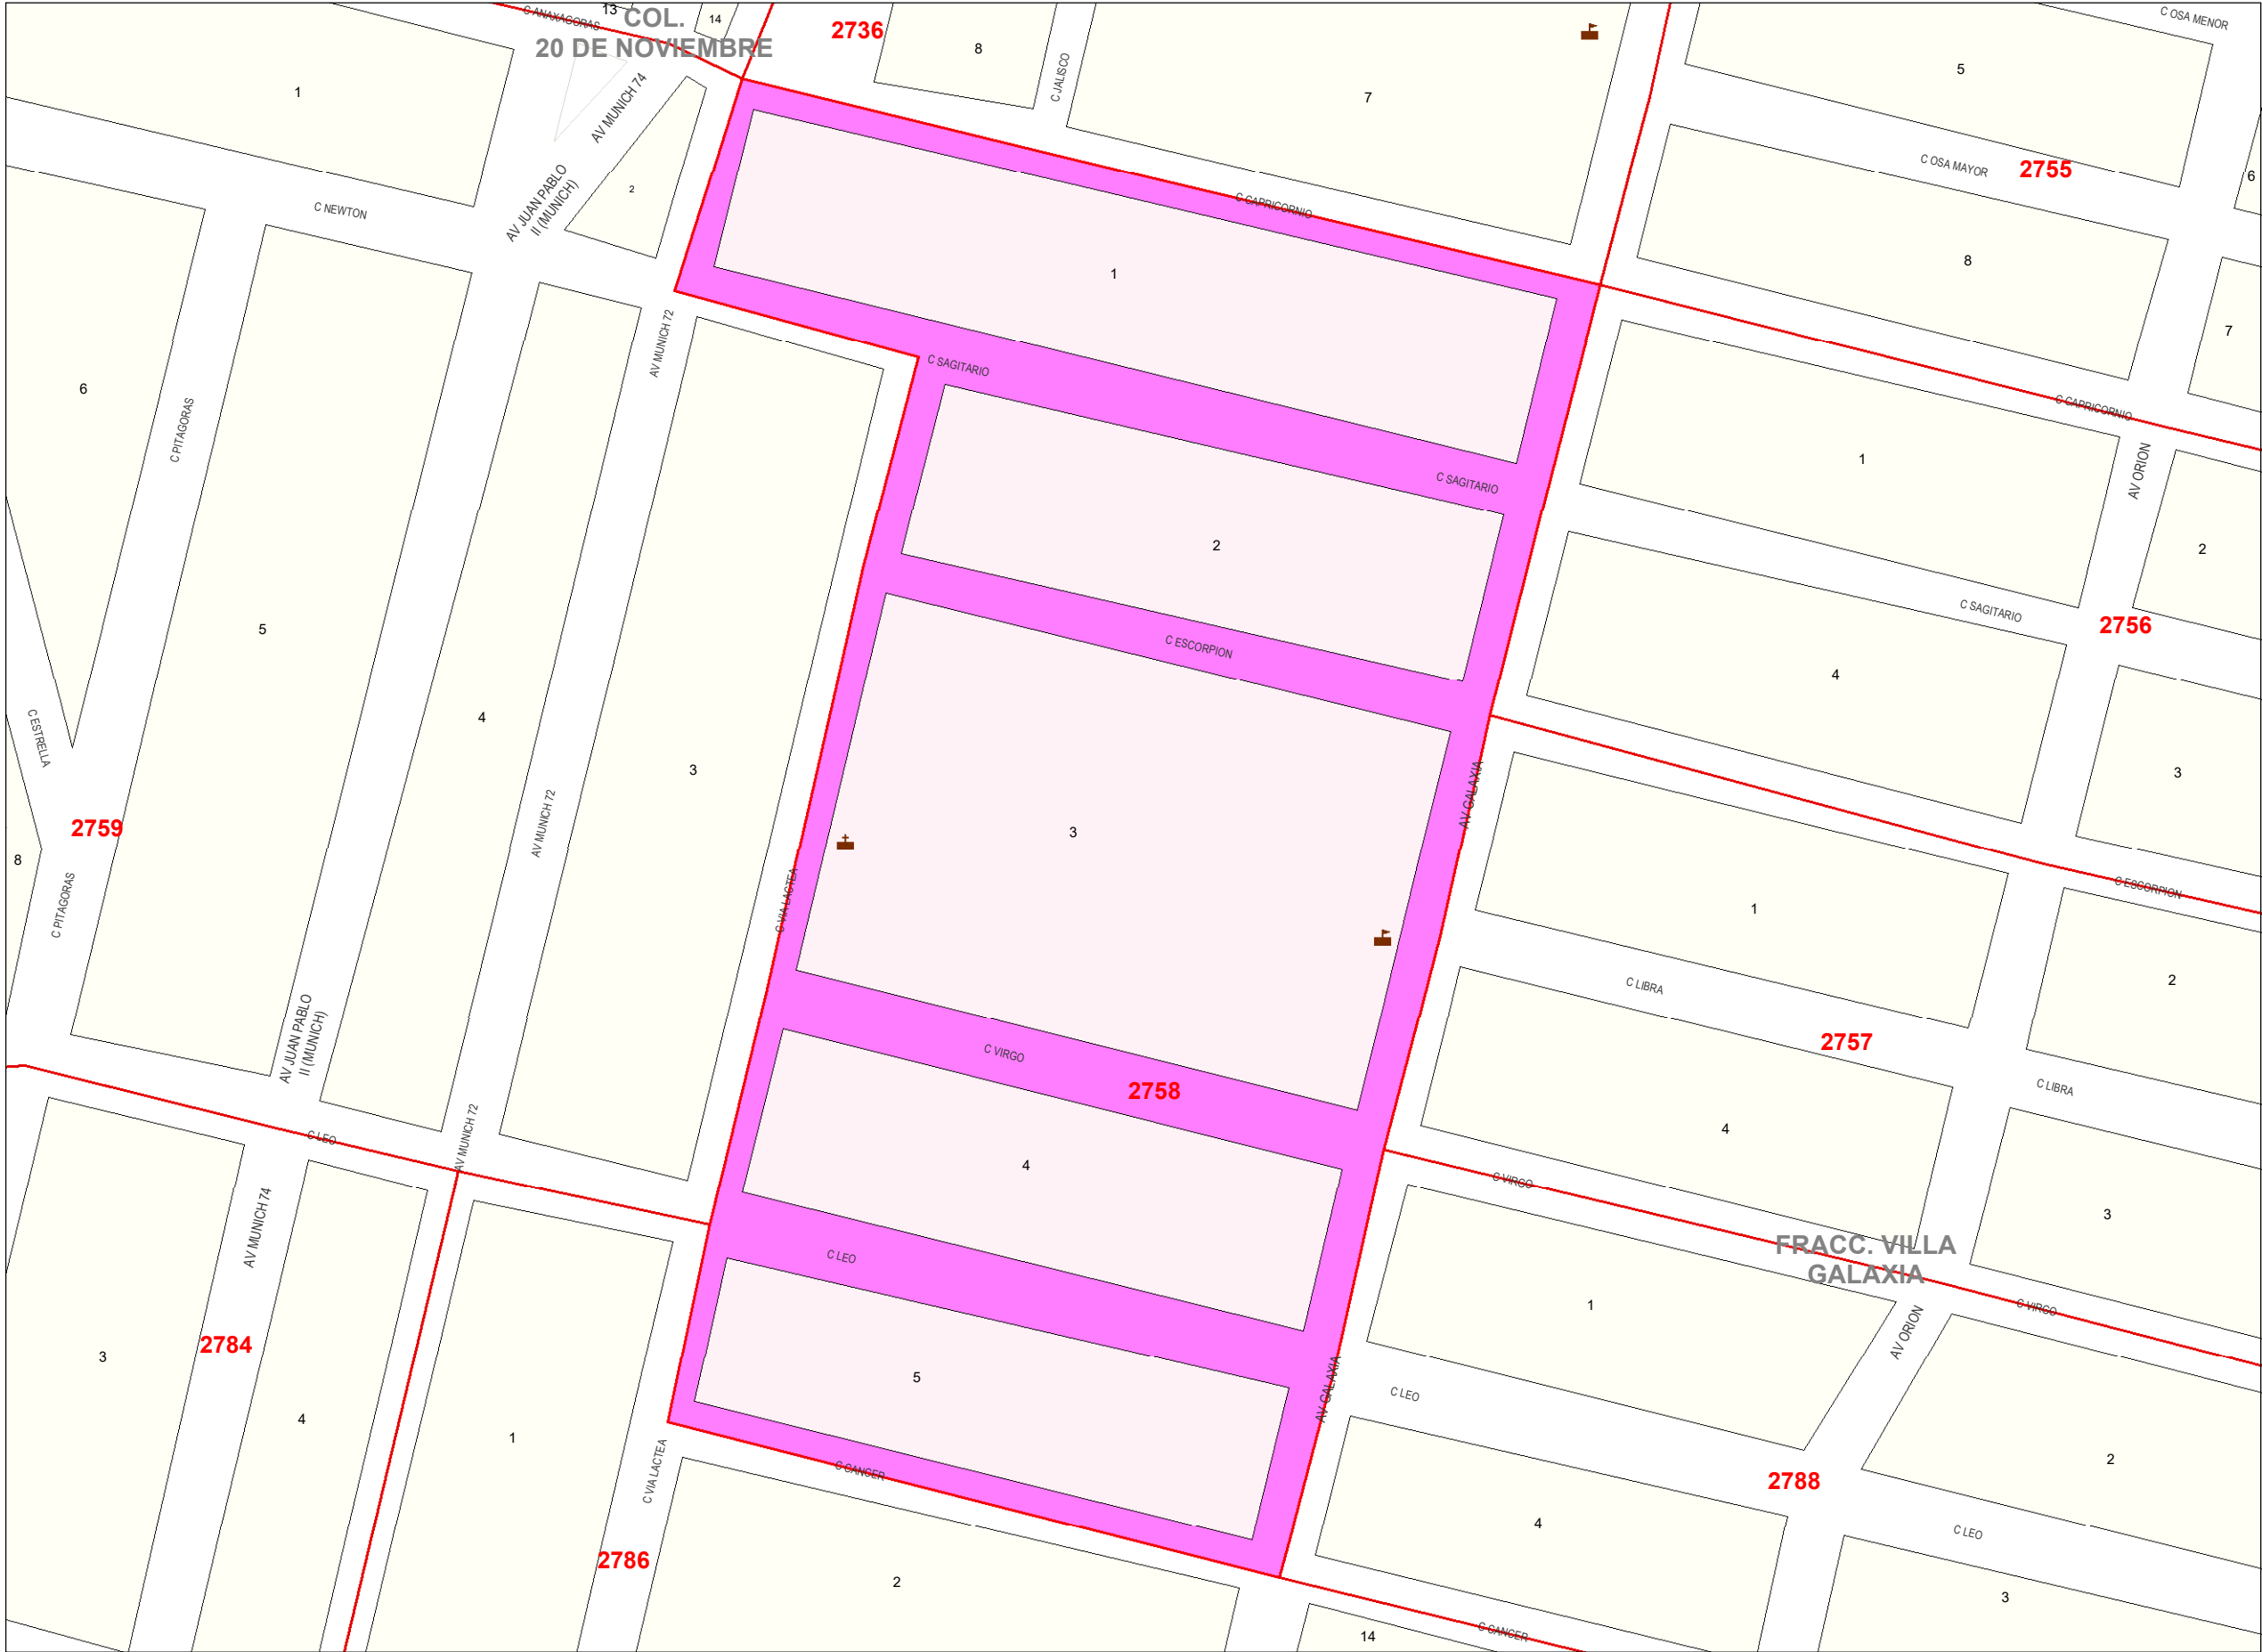 C ANAXAGORAS
13
COL.
20 DE NOVIEMBRE
14
2736
8
C JALISCO
7
C OSA MENOR
5
1
AV MUNICH 74
C OSA MAYOR
2755
6
2
AV JUAN PABLO
II (MUNICH)
C NEWTON
C CAPRICORNIO
8
1
7
AV MUNICH 72
C SAGITARIO
6
C PITAGORAS
C CAPRICORNIO
1
AV ORION
C SAGITARIO
2
2
C SAGITARIO
2756
5
C ESCORPION
4
4
C ESTRELLA
3
3
AV GALAXIA
2759
3
AV MUNICH 72
8
C ESCORPION
C PITAGORAS
C VIA LACTEA
1
2
C LIBRA
AV JUAN PABLO
II (MUNICH)
C VIRGO
2757
2758
C LIBRA
C LEO
AV MUNICH 72
4
4
C VIRGO
AV MUNICH 74
3
C LEO
FRACC. VILLA
GALAXIA
1
C VIRGO
AV ORION
2784
3
5
AV GALAXIA
C LEO
4
1
C VIA LACTEA
C CANCER
2
2788
4
C LEO
2786
2
3
14
C CANCER